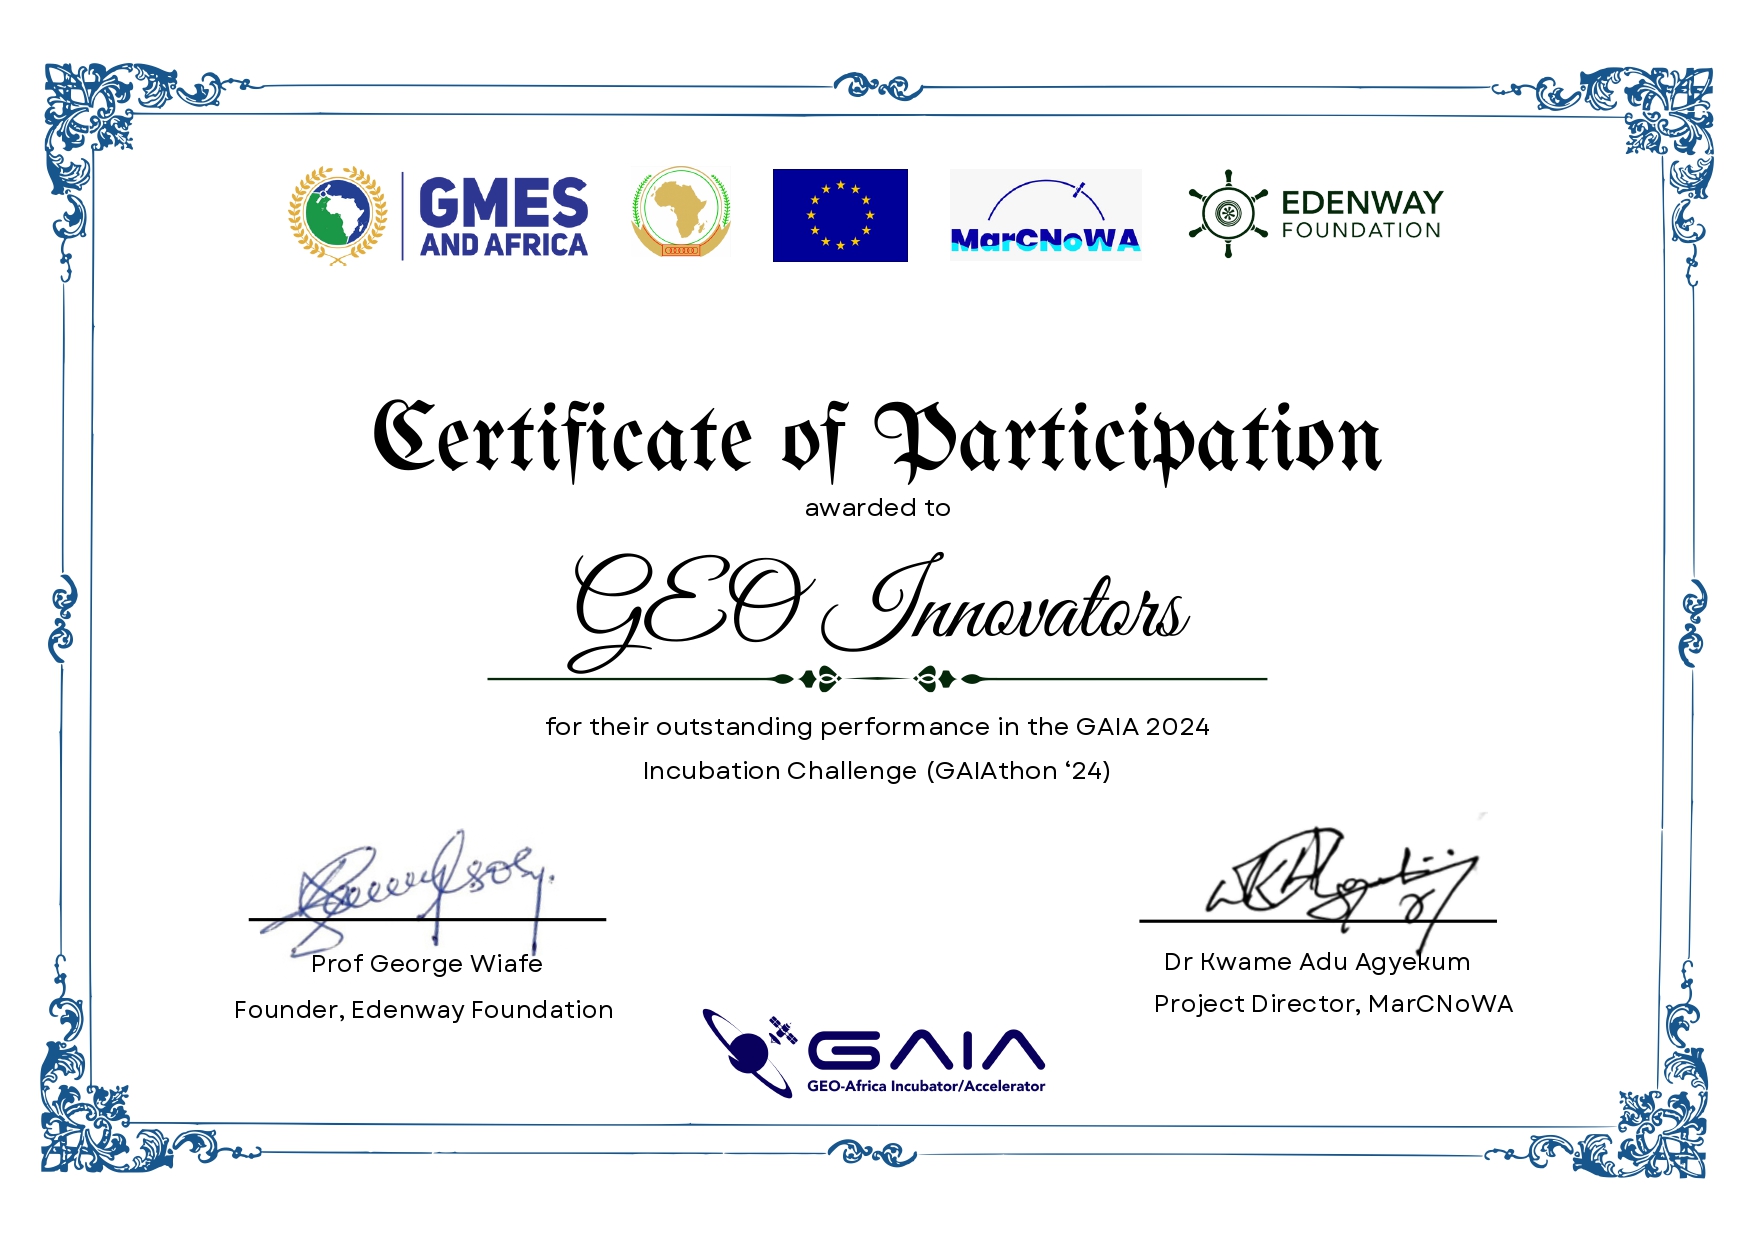 GMES
AND AFRICA
MarCNoWA
EDENWAY
FOUNDATION
Certificate of Participation
awarded to
GEO Innovators
for their outstanding performance in the GAIA 2024
Incubation Challenge (GAIAthon ‘24)
Prof George Wiafe
Founder, Edenway Foundation
Dr Kwame Adu Agyekum
Project Director, MarCNoWA
GAIA
GEO-Africa Incubator/Accelerator